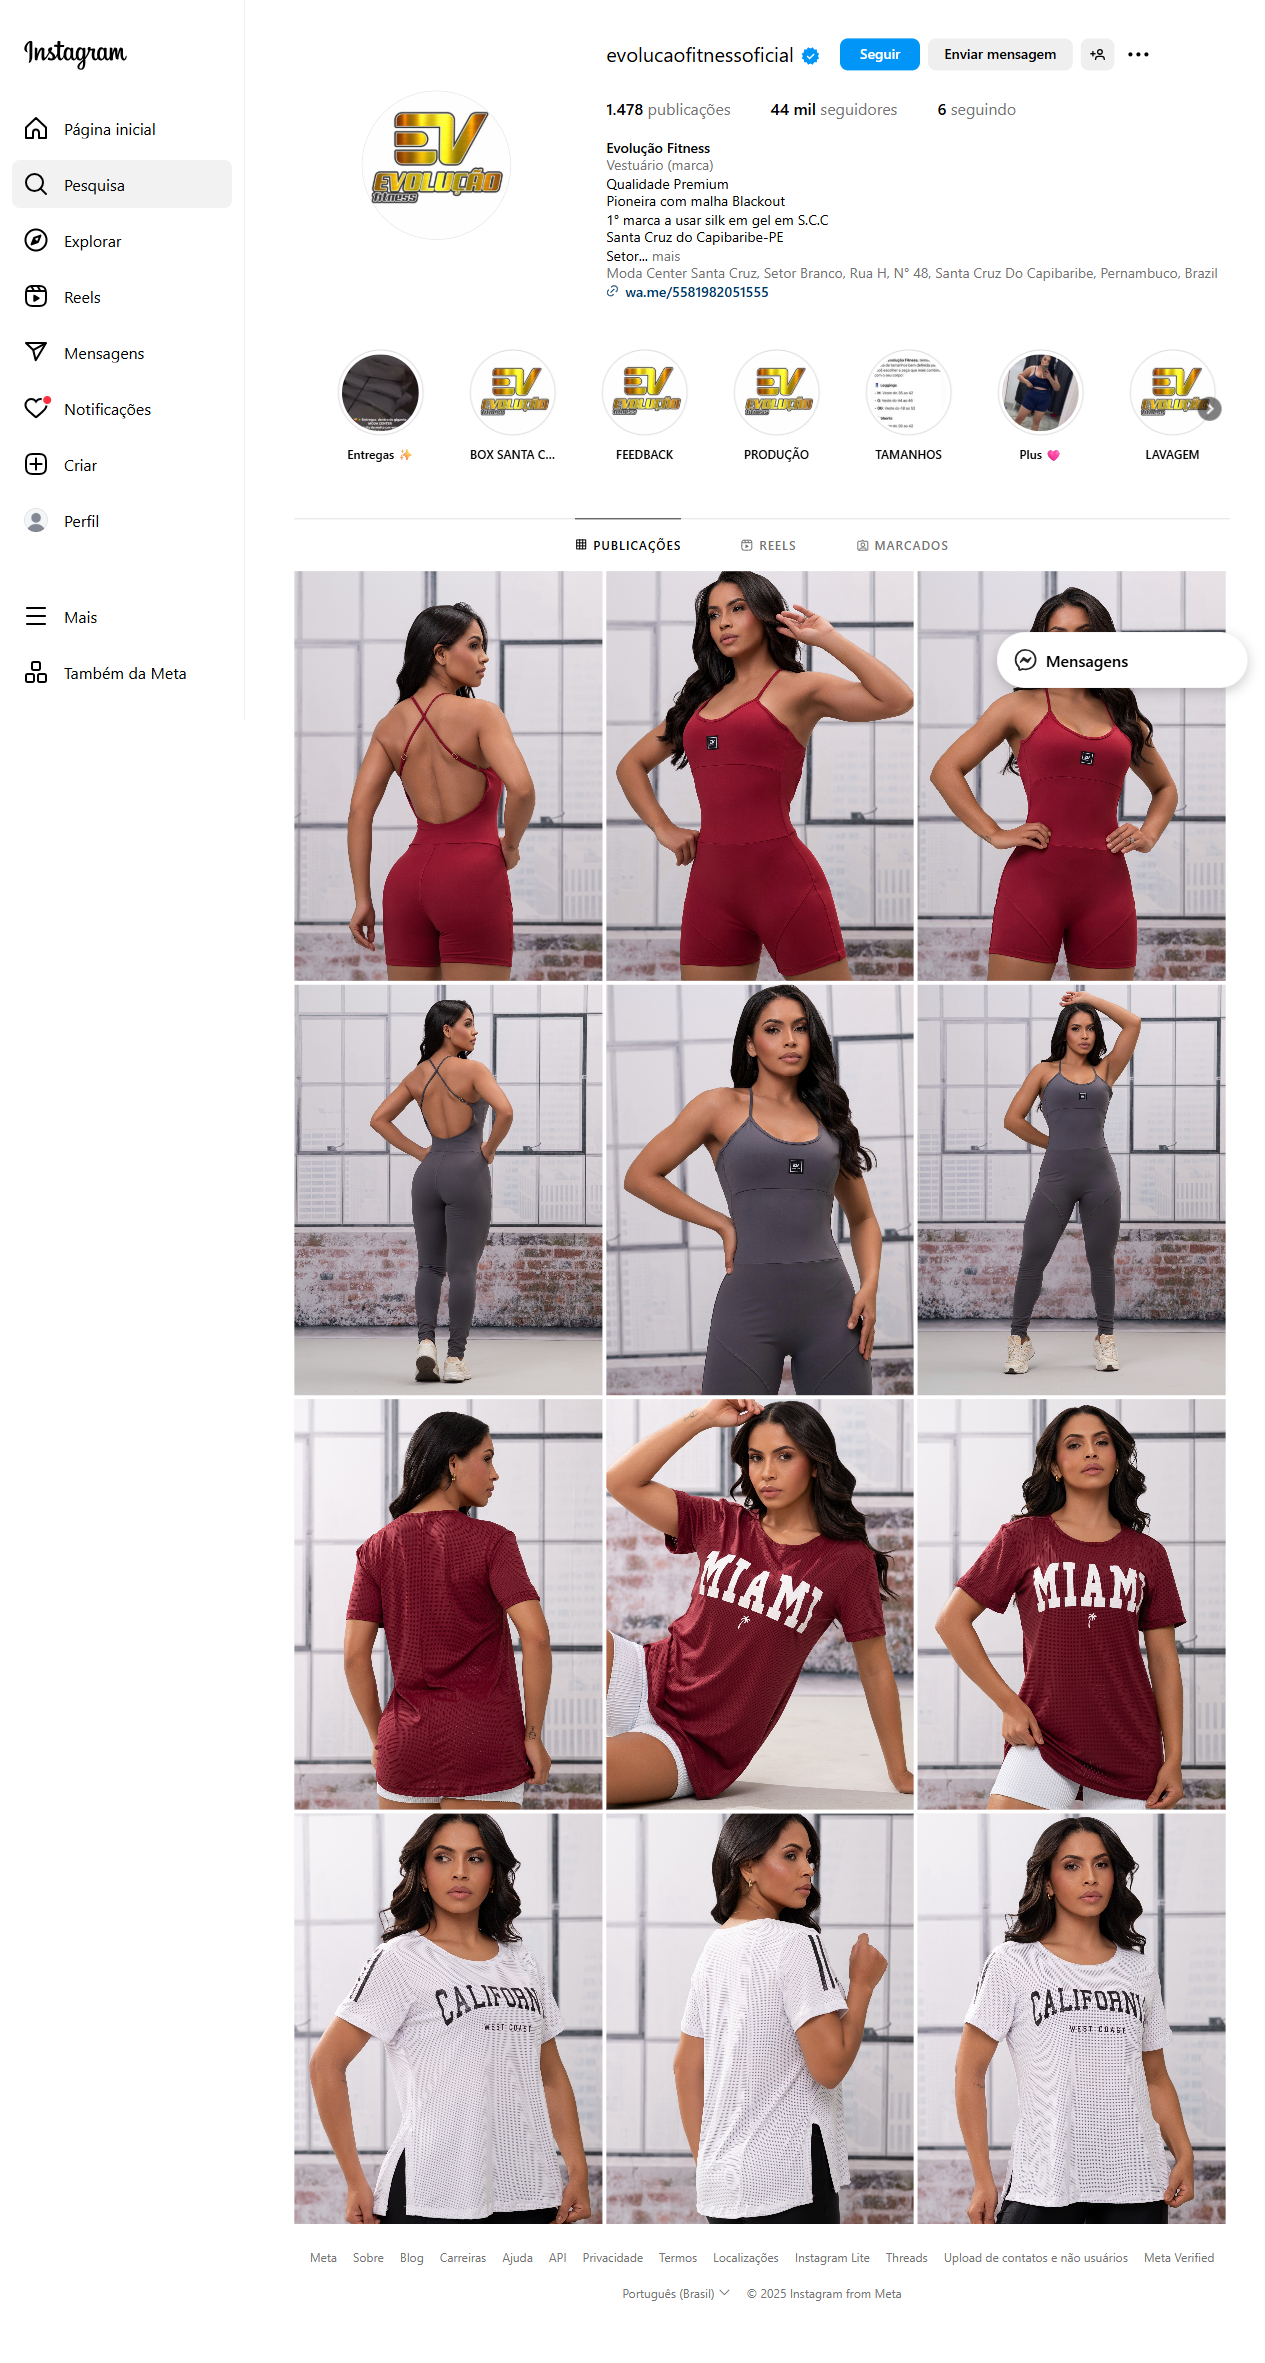 Instagram
Página inicial
Pesquisa
Explorar
Reels
Mensagens
Notificações
Criar
Perfil
Mais
Também da Meta
evolucaofitnessoficial
Seguir
Enviar mensagem
1.478 publicações
44 mil seguidores
6 seguindo
Evolução Fitness
Vestuário (marca)
Qualidade Premium
Pioneira com malha Blackout
1° marca a usar silk em gel em S.C.C
Santa Cruz do Capibaribe-PE
Setor... mais
Moda Center Santa Cruz, Setor Branco, Rua H, N° 48, Santa Cruz Do Capibaribe, Pernambuco, Brazil
wa.me/5581982051555
EV
EVOLUÇÃO
fitness
Entregas ✨
BOX SANTA C...
FEEDBACK
PRODUÇÃO
TAMANHOS
Plus 💗
LAVAGEM
PUBLICAÇÕES
REELS
MARCADOS
Mensagens
MIAMI
MIAMI
CALIFORNI
WEST COAST
CALIFORNI
WEST COAST
Meta
Sobre
Blog
Carreiras
Ajuda
API
Privacidade
Termos
Localizações
Instagram Lite
Threads
Upload de contatos e não usuários
Meta Verified
Português (Brasil)
© 2025 Instagram from Meta